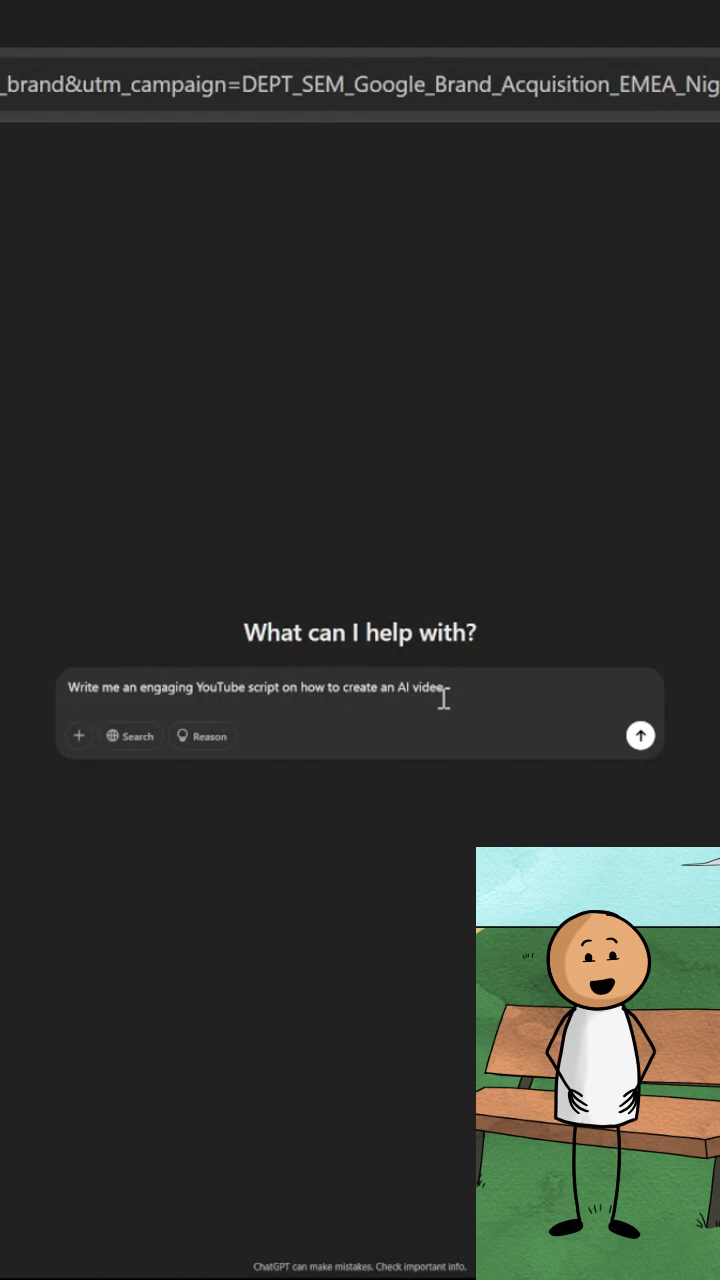 _brand&utm_campaign=DEPT_SEM_Google_Brand_Acquisition_EMEA_Nig
What can I help with?
Write me an engaging YouTube script on how to create an AI video
Search
Reason
ChatGPT can make mistakes. Check important info.